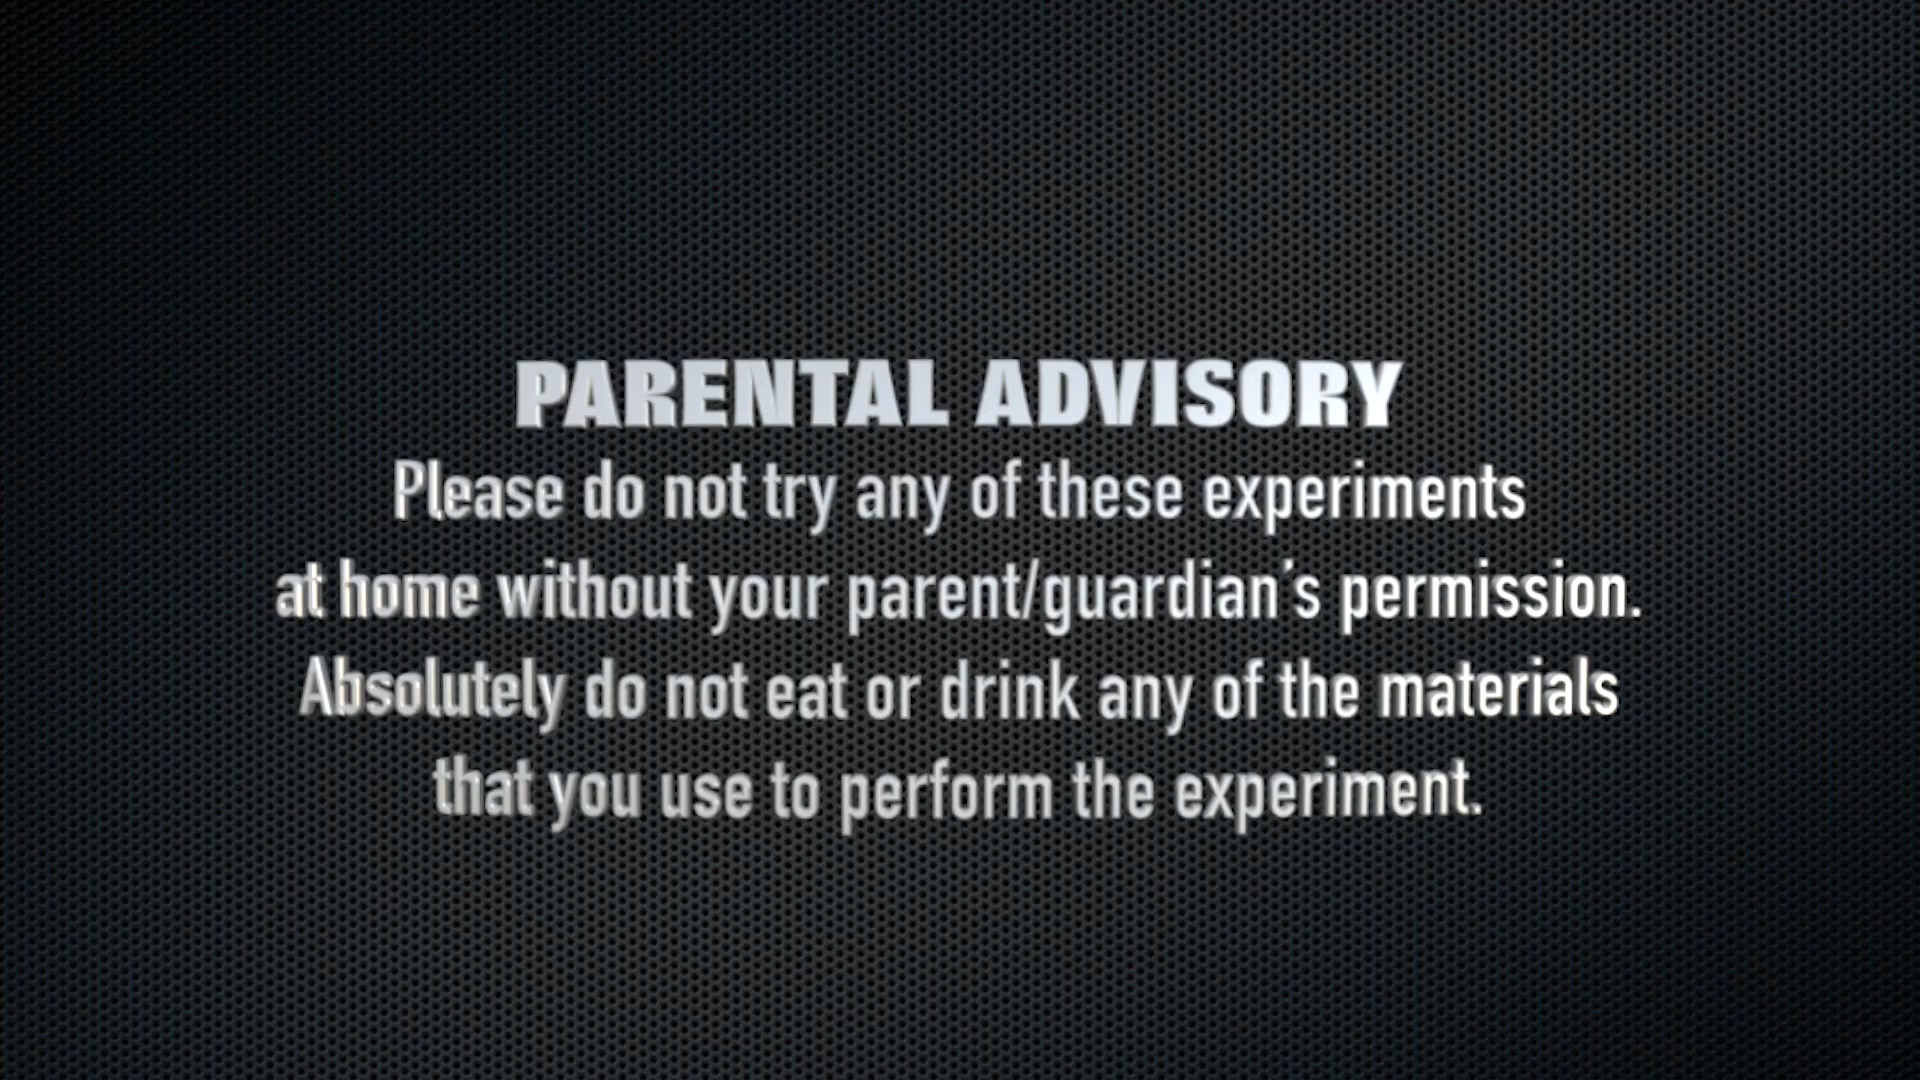 PARENTAL ADVISORY
Please do not try any of these experiments
at home without your parent/guardian's permission.
Absolutely do not eat or drink any of the materials
that you use to perform the experiment.